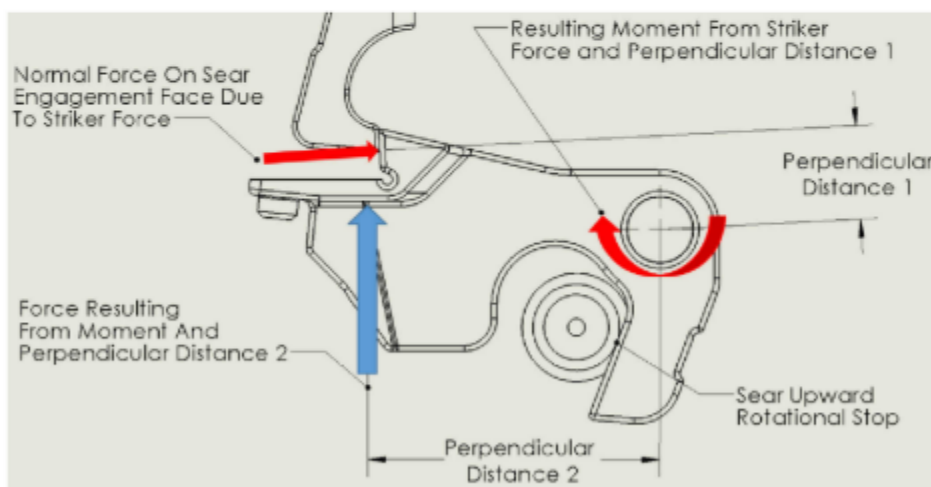 Resulting Moment From Striker
Force and Perpendicular Distance 1
Normal Force On Sear
Engagement Face Due
To Striker Force
Perpendicular
Distance 1
Force Resulting
From Moment And
Perpendicular Distance 2
Sear Upward
Rotational Stop
Perpendicular
Distance 2